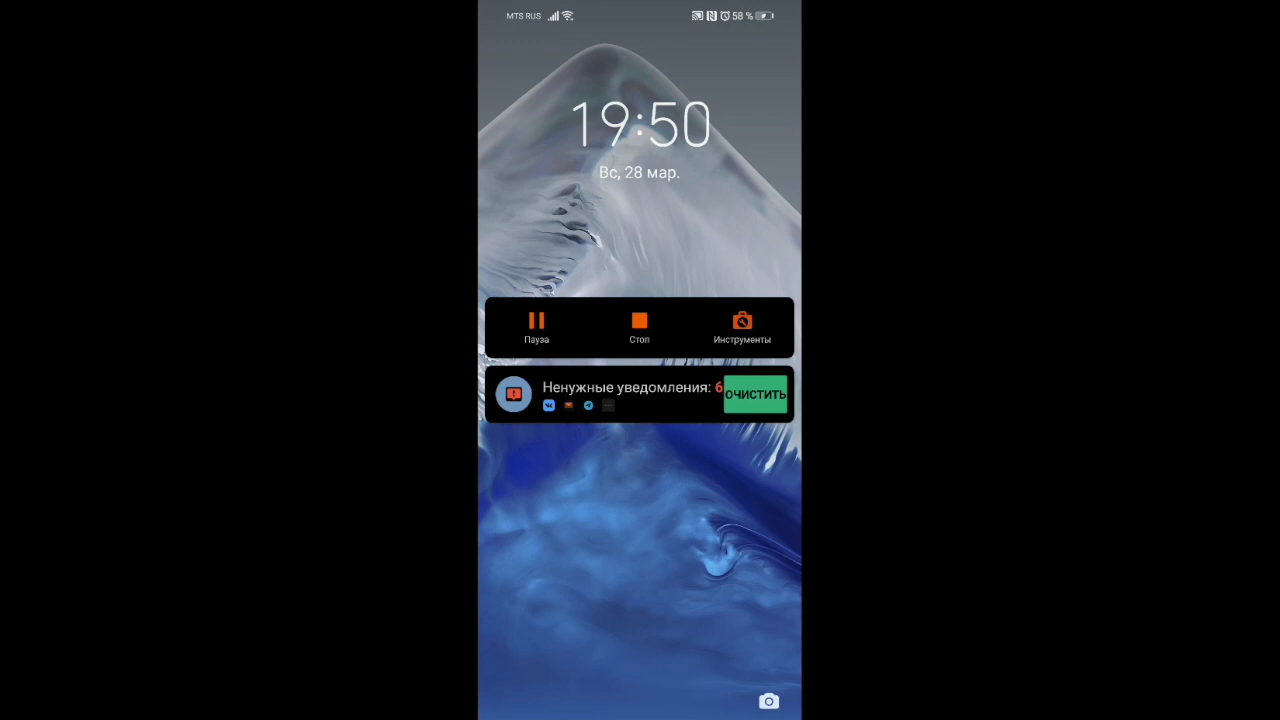 MTS RUS 58 %
19:50
Вс, 28 мар.
Пауза Стоп Инструменты
Ненужные уведомления: 6 ОЧИСТИТЬ